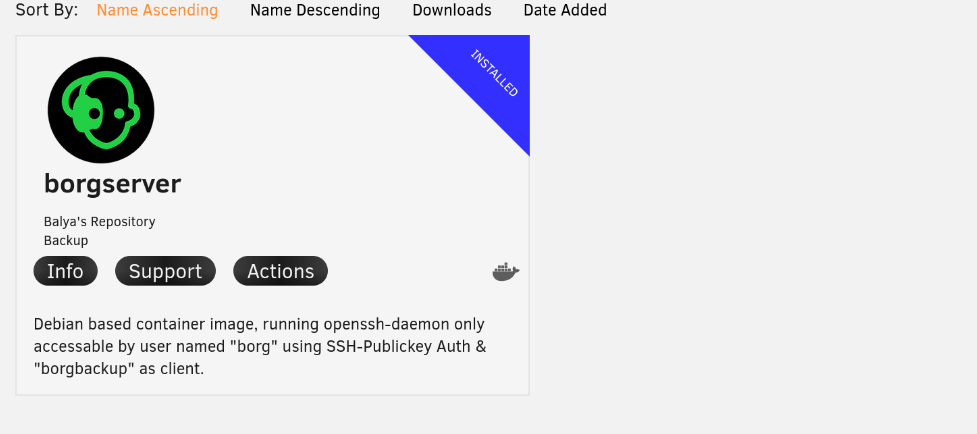 Sort By: Name Ascending Name Descending Downloads Date Added
INSTALLED
borgserver
Balya's Repository
Backup
Info Support Actions
Debian based container image, running openssh-daemon only
accessable by user named "borg" using SSH-Publickey Auth &
"borgbackup" as client.